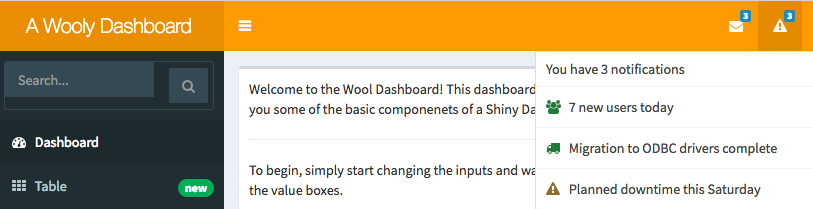 A Wooly Dashboard
3
3
Search...
Dashboard
Table
new
Welcome to the Wool Dashboard! This dashboard
you some of the basic componenets of a Shiny Da
To begin, simply start changing the inputs and wa
the value boxes.
You have 3 notifications
7 new users today
Migration to ODBC drivers complete
Planned downtime this Saturday